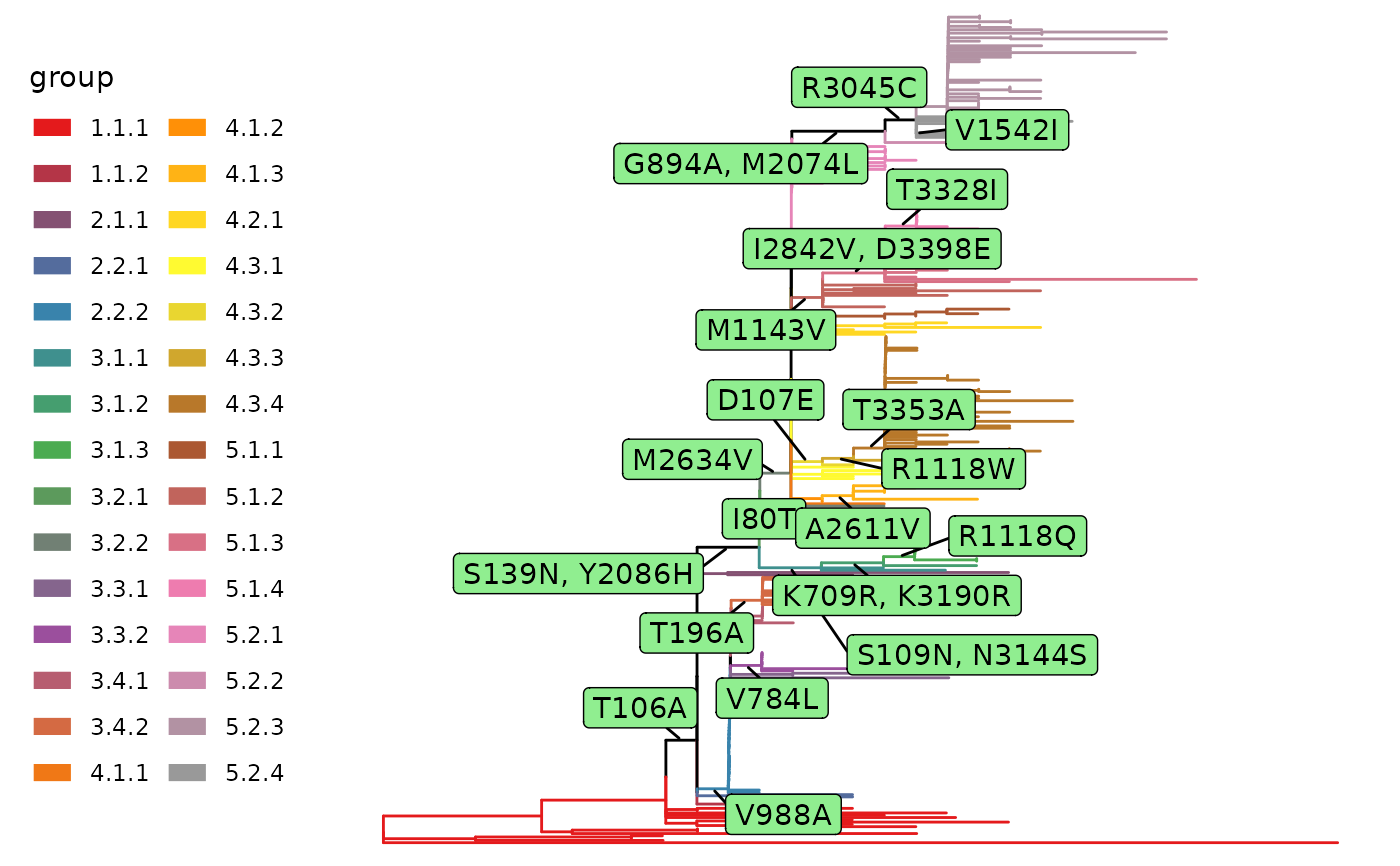 group
1.1.1 4.1.2
1.1.2 4.1.3
2.1.1 4.2.1
2.2.1 4.3.1
2.2.2 4.3.2
3.1.1 4.3.3
3.1.2 4.3.4
3.1.3 5.1.1
3.2.1 5.1.2
3.2.2 5.1.3
3.3.1 5.1.4
3.3.2 5.2.1
3.4.1 5.2.2
3.4.2 5.2.3
4.1.1 5.2.4
R3045C
V1542I
G894A, M2074L
T3328I
I2842V, D3398E
M1143V
D107E
T3353A
M2634V
R1118W
I80T
A2611V
R1118Q
S139N, Y2086H
K709R, K3190R
T196A
S109N, N3144S
V784L
T106A
V988A